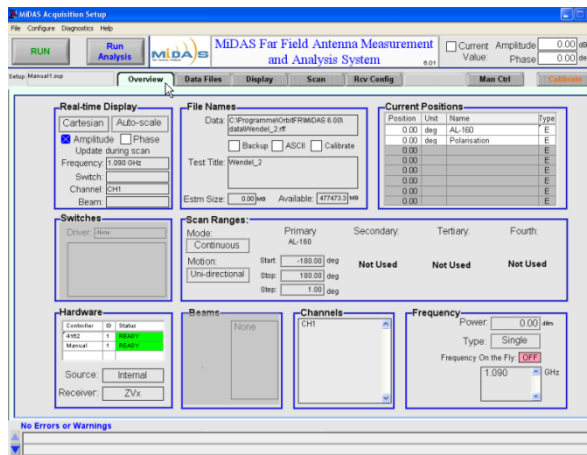 MiDAS Acquisition Setup
File Configure Diagnostics Help
RUN
Run Analysis
MiDAS
MiDAS Far Field Antenna Measurement
and Analysis System
6.01
Current Value:
Amplitude 0.00 dB
Phase 0.00 de
Setup Manual1.sup
Overview Data Files Display Scan Rcv Config Man Ctrl Calibrate
Real-time Display
Cartesian Auto-scale
Amplitude Phase
Update during scan
Frequency: 1.090 GHz
Switch:
Channel: CH1
Beam:
File Names
Data: C:\Programme\OrbitFR\MiDAS 6.00\
data\Wendel_2.rff
Backup ASCII Calibrate
Test Title: Wendel_2
Estm Size: 0.00 MB Available: 477473.3 MB
Current Positions
Position Unit Name Type
0.00 deg AL-160 E
0.00 deg Polarisation E
0.00 E
0.00 E
0.00 E
0.00 E
0.00 E
0.00 E
Switches
Driver: None
Scan Ranges:
Mode: Primary Secondary: Tertiary: Fourth:
AL-160
Continuous
Motion: Start: -180.00 deg
Not Used Not Used Not Used
Uni-directional Stop: 180.00 deg
Step: 1.00 deg
Hardware
Controller ID Status
4162 1 READY
Manual 1 READY
Source: Internal
Receiver: ZVx
Beams
None
Channels
CH1
Frequency
Power: 0.00 dBm
Type: Single
Frequency On the Fly: OFF
1.090 GHz
No Errors or Warnings